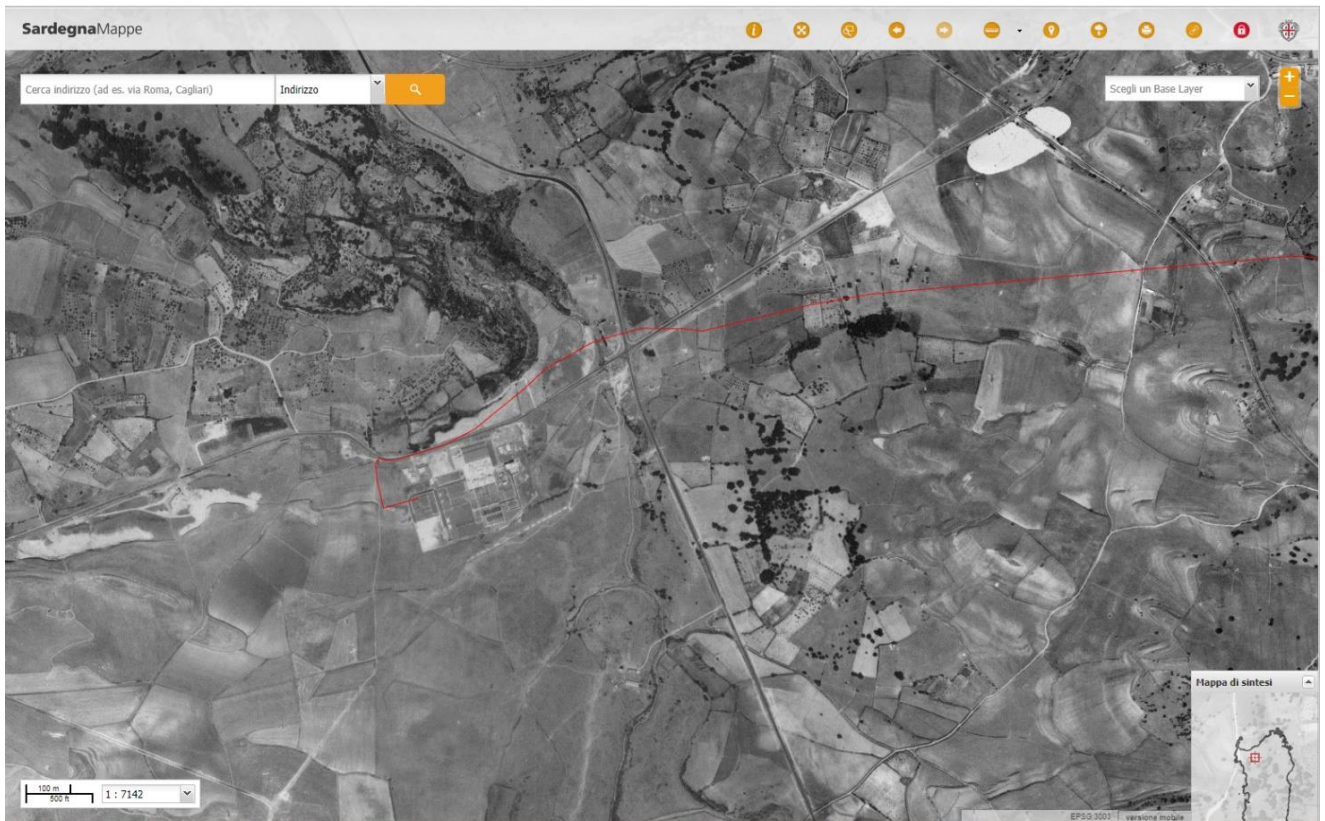 SardegnaMappe
Cerca indirizzo (ad es. via Roma, Cagliari)
Indirizzo
Scegli un Base Layer
+
−
Mappa di sintesi
100 m
500 ft
1 : 7142
EPSG:3003
versione mobile